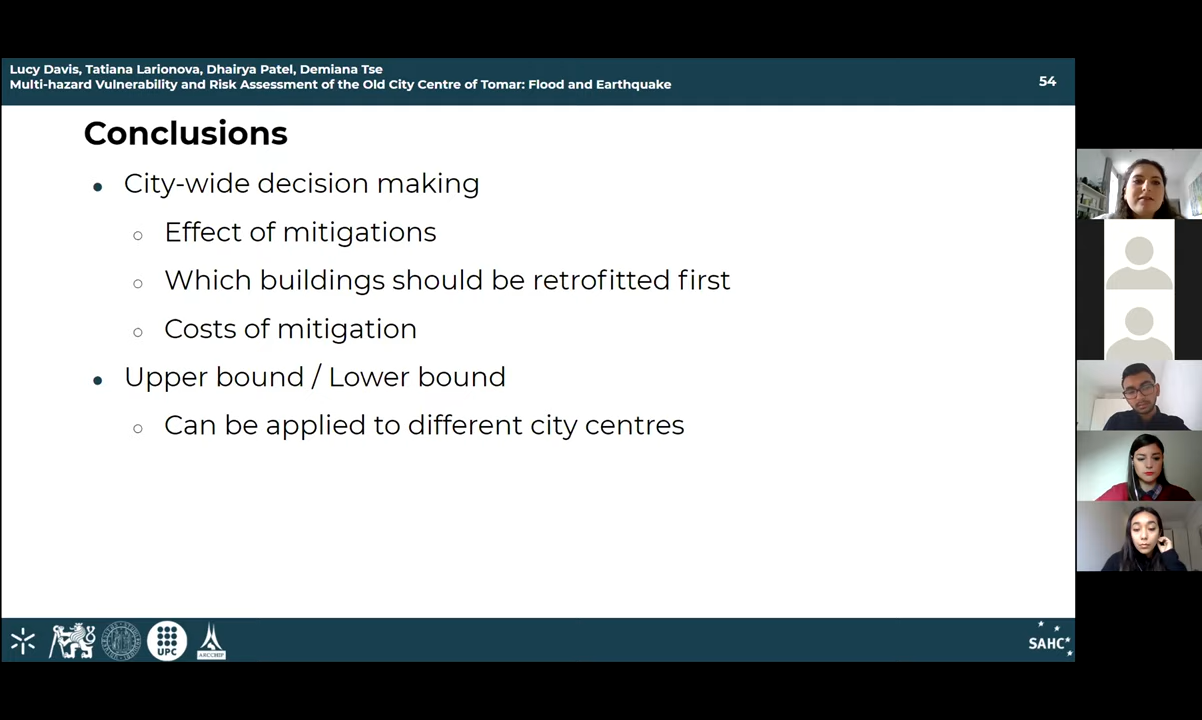 Lucy Davis, Tatiana Larionova, Dhairya Patel, Demiana Tse
Multi-hazard Vulnerability and Risk Assessment of the Old City Centre of Tomar: Flood and Earthquake
54
Conclusions
City-wide decision making
Effect of mitigations
Which buildings should be retrofitted first
Costs of mitigation
Upper bound / Lower bound
Can be applied to different city centres
UPC
ARCCHIP
SAHC